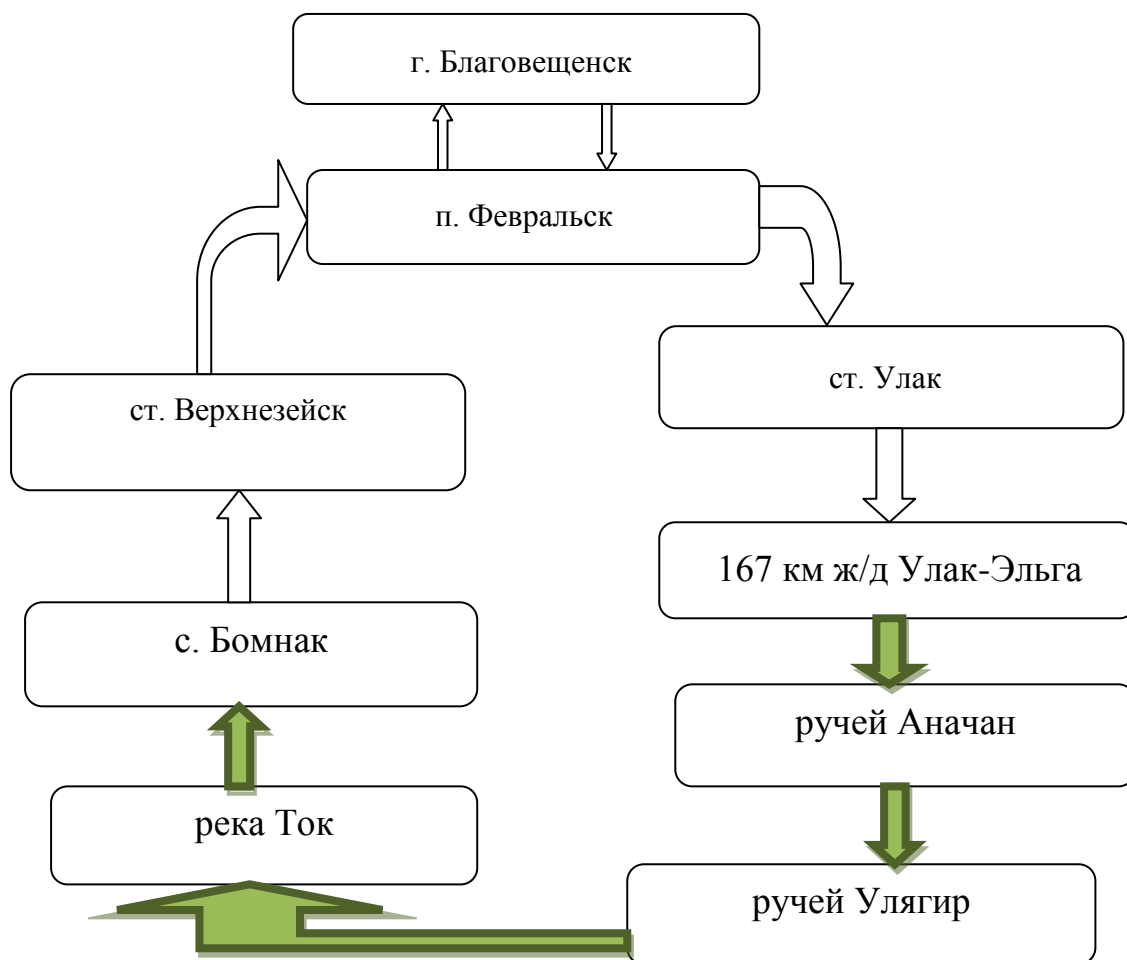 г. Благовещенск
п. Февральск
ст. Улак
ст. Верхнезейск
167 км ж/д Улак-Эльга
с. Бомнак
ручей Аначан
река Ток
ручей Улягир